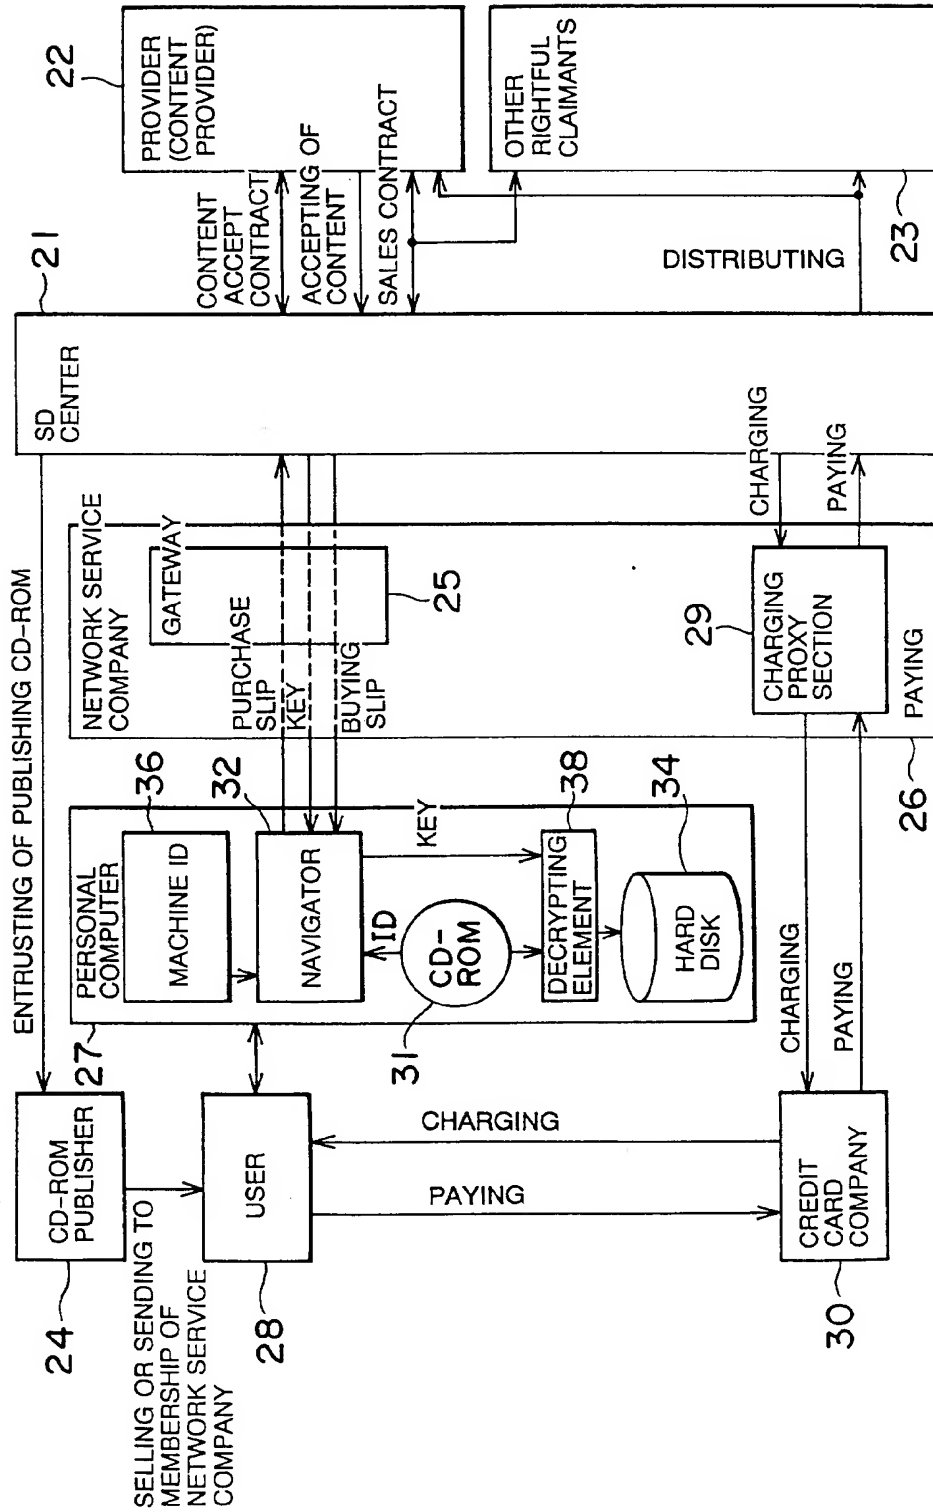 22
PROVIDER
(CONTENT
PROVIDER)
OTHER
RIGHTFUL
CLAIMANTS
23
CONTENT
ACCEPT
CONTRACT
ACCEPTING OF
CONTENT
SALES CONTRACT
DISTRIBUTING
21
SD
CENTER
CHARGING
PAYING
ENTRUSTING OF PUBLISHING CD-ROM
NETWORK SERVICE
COMPANY
GATEWAY
25
PURCHASE
SLIP
KEY
BUYING
SLIP
29
CHARGING
PROXY
SECTION
PAYING
26
36
32
KEY
38
34
PERSONAL
COMPUTER
MACHINE ID
NAVIGATOR
ID
CD-
ROM
31
DECRYPTING
ELEMENT
HARD
DISK
27
CHARGING
PAYING
CD-ROM
PUBLISHER
24
USER
28
CHARGING
PAYING
CREDIT
CARD
COMPANY
30
SELLING OR SENDING TO
MEMBERSHIP OF
NETWORK SERVICE
COMPANY